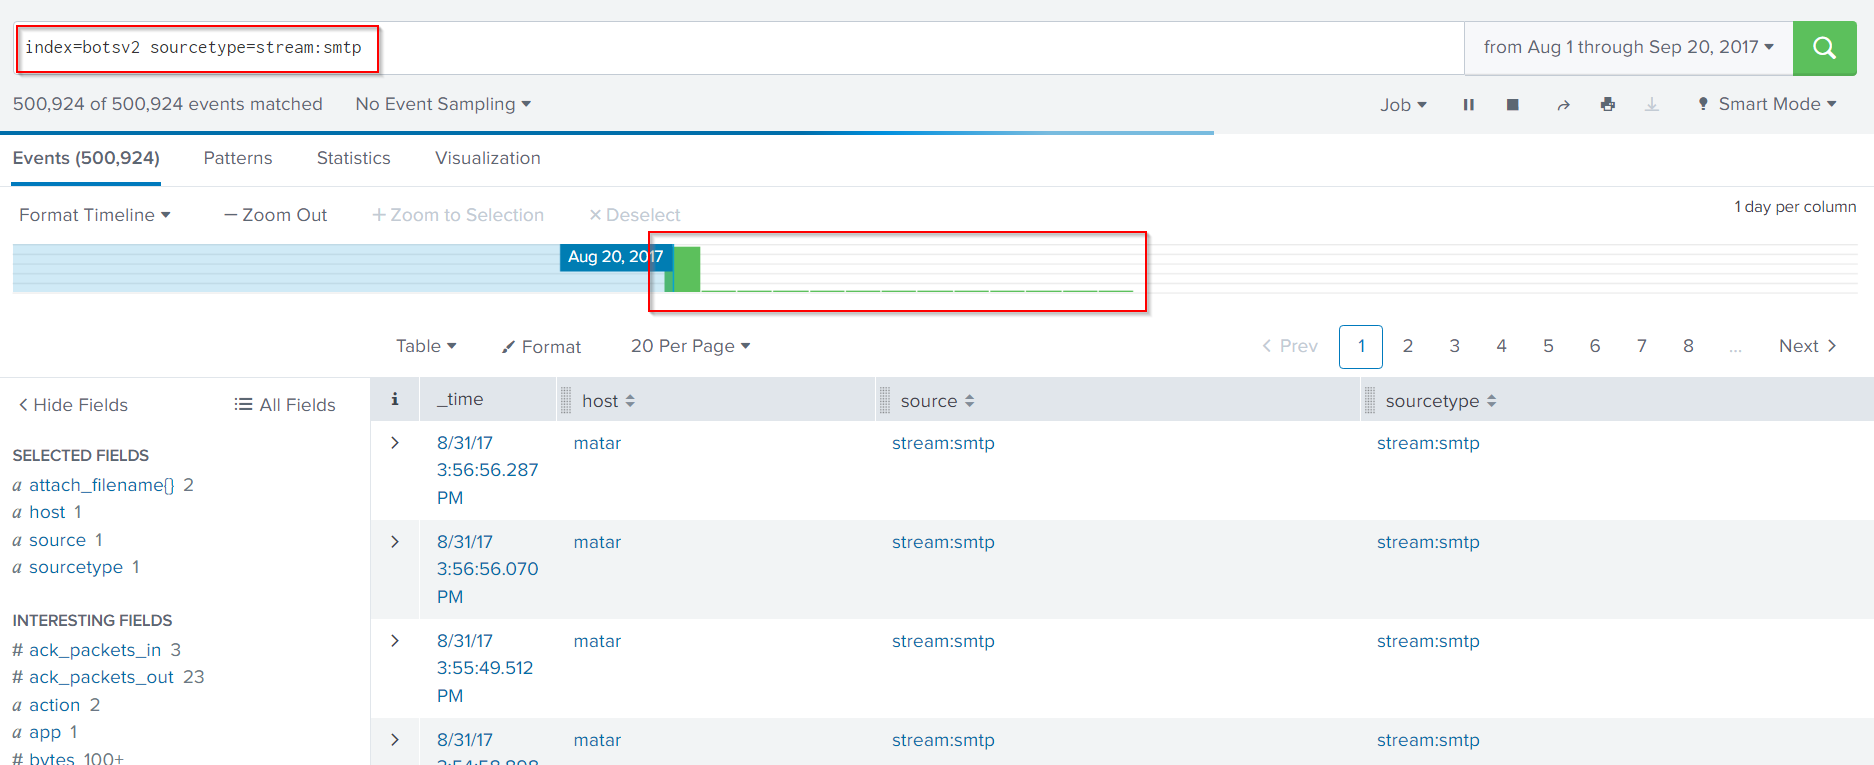 index=botsv2 sourcetype=stream:smtp
from Aug 1 through Sep 20, 2017
500,924 of 500,924 events matched No Event Sampling Job Smart Mode
Events (500,924) Patterns Statistics Visualization
Format Timeline — Zoom Out + Zoom to Selection × Deselect 1 day per column
Aug 20, 2017
Table Format 20 Per Page < Prev 1 2 3 4 5 6 7 8 ... Next >
< Hide Fields All Fields
SELECTED FIELDS
a attach_filename{} 2
a host 1
a source 1
a sourcetype 1
INTERESTING FIELDS
# ack_packets_in 3
# ack_packets_out 23
a action 2
a app 1
# bytes 100+
i _time host source sourcetype
> 8/31/17 matar stream:smtp stream:smtp
3:56:56.287
PM
> 8/31/17 matar stream:smtp stream:smtp
3:56:56.070
PM
> 8/31/17 matar stream:smtp stream:smtp
3:55:49.512
PM
> 8/31/17 matar stream:smtp stream:smtp
3:54:58.898